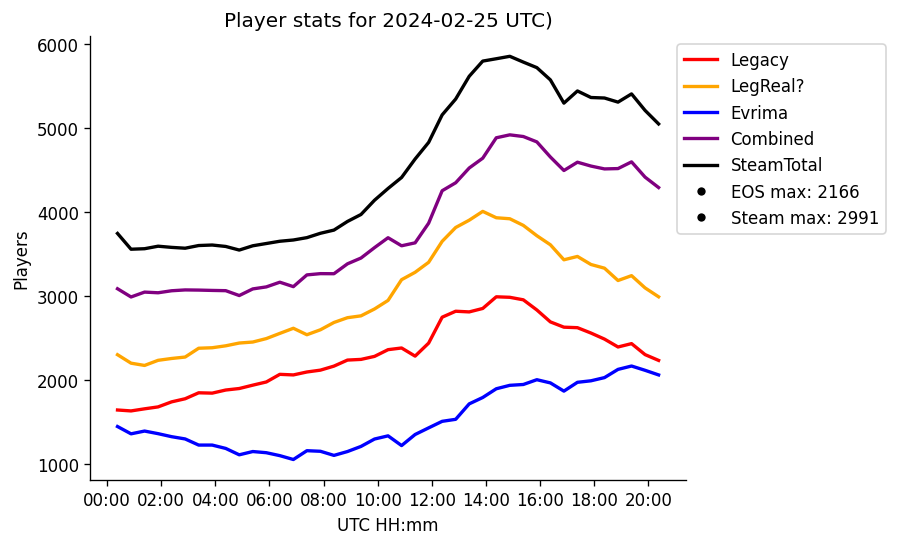 Player stats for 2024-02-25 UTC)
6000
5000
4000
3000
2000
1000
Players
00:00 02:00 04:00 06:00 08:00 10:00 12:00 14:00 16:00 18:00 20:00
UTC HH:mm
Legacy
LegReal?
Evrima
Combined
SteamTotal
EOS max: 2166
Steam max: 2991